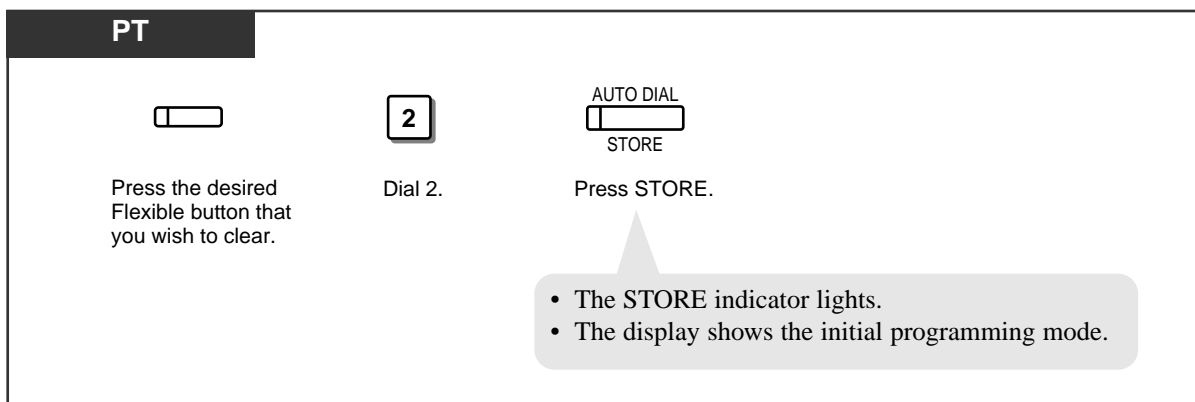 PT
2
AUTO DIAL
STORE
Press the desired
Flexible button that
you wish to clear.
Dial 2.
Press STORE.
• The STORE indicator lights.
• The display shows the initial programming mode.